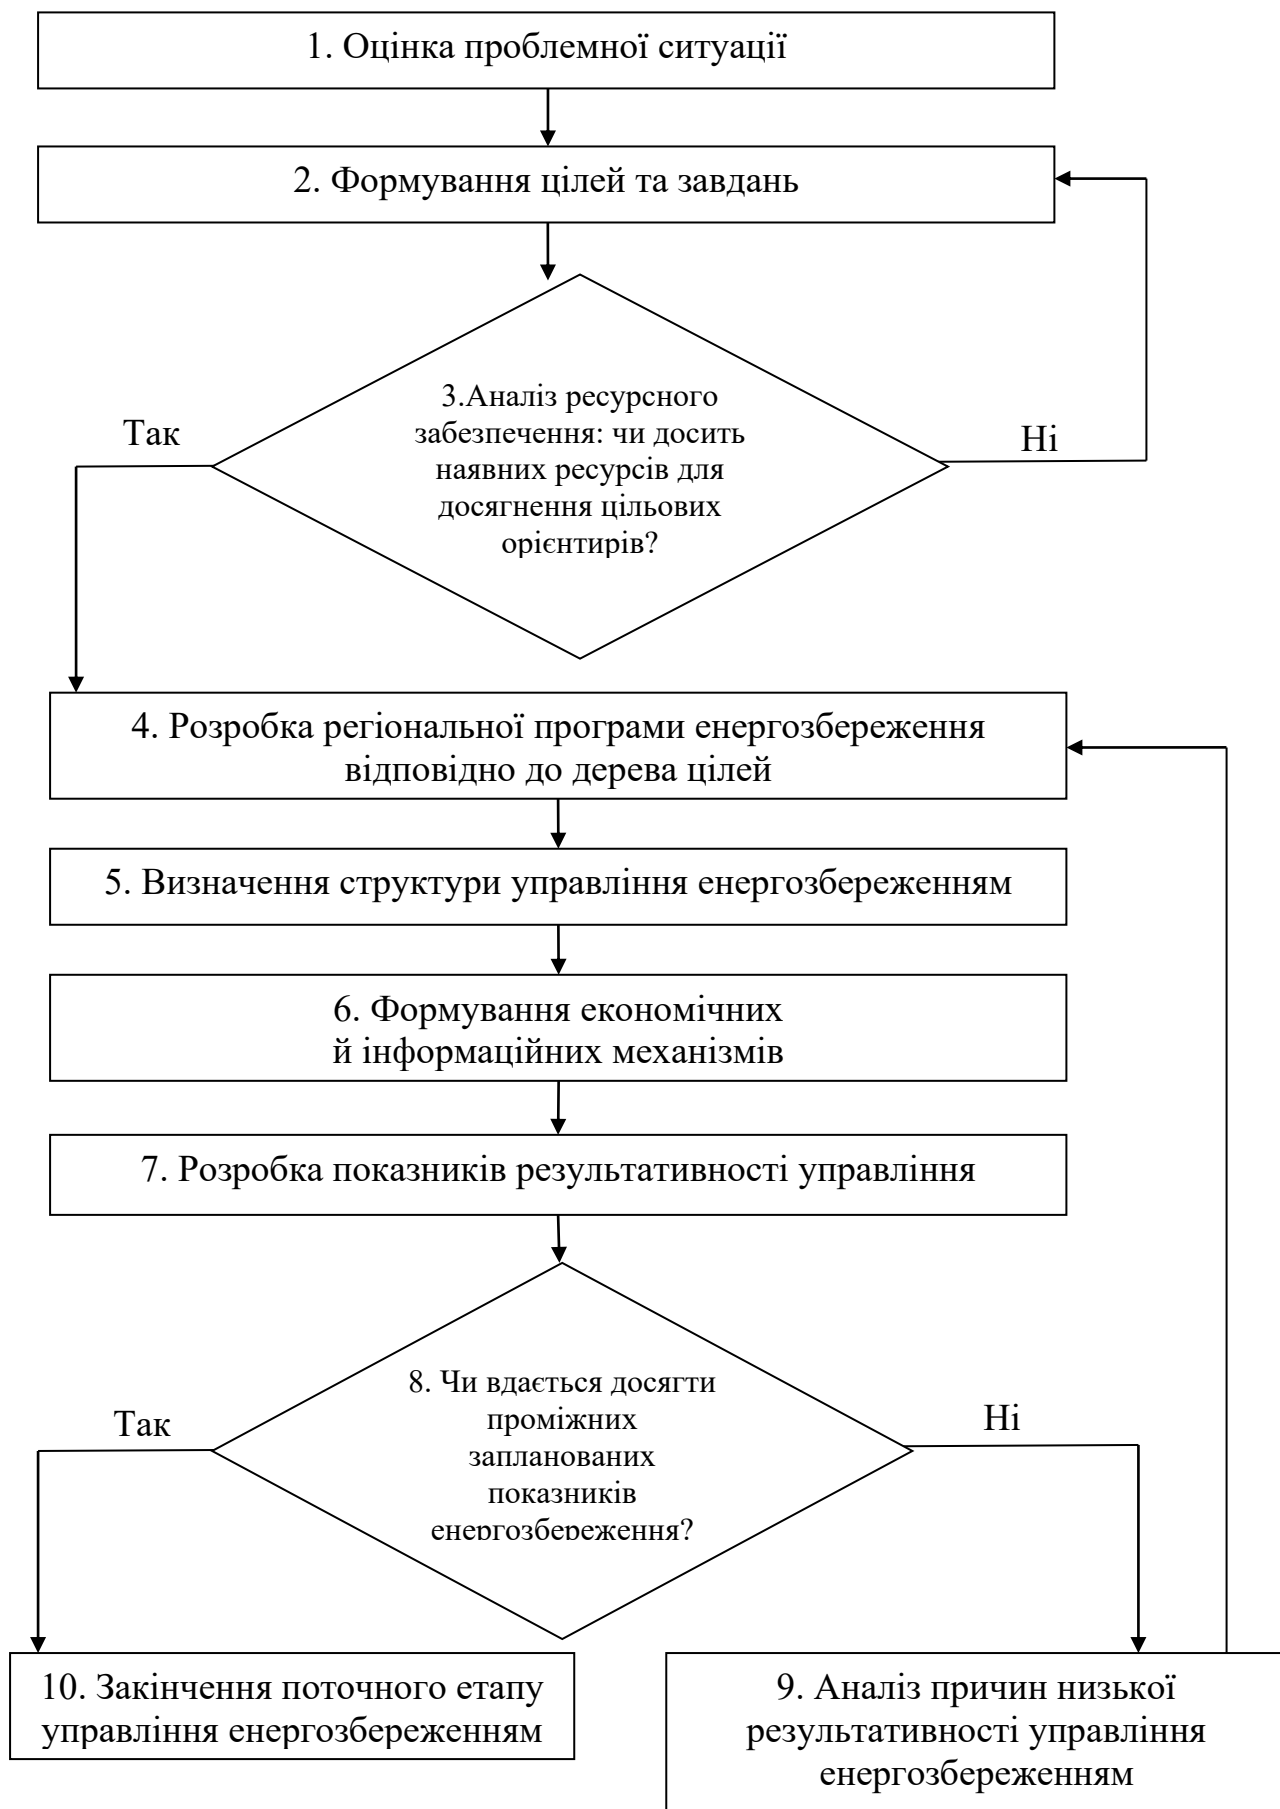 1. Оцінка проблемної ситуації
2. Формування цілей та завдань
3.Аналіз ресурсного
забезпечення: чи досить
наявних ресурсів для
досягнення цільових
орієнтирів?
Так
Ні
4. Розробка регіональної програми енергозбереження
відповідно до дерева цілей
5. Визначення структури управління енергозбереженням
6. Формування економічних
й інформаційних механізмів
7. Розробка показників результативності управління
8. Чи вдається досягти
проміжних
запланованих
показників
енергозбереження?
Так
Ні
10. Закінчення поточного етапу
управління енергозбереженням
9. Аналіз причин низької
результативності управління
енергозбереженням